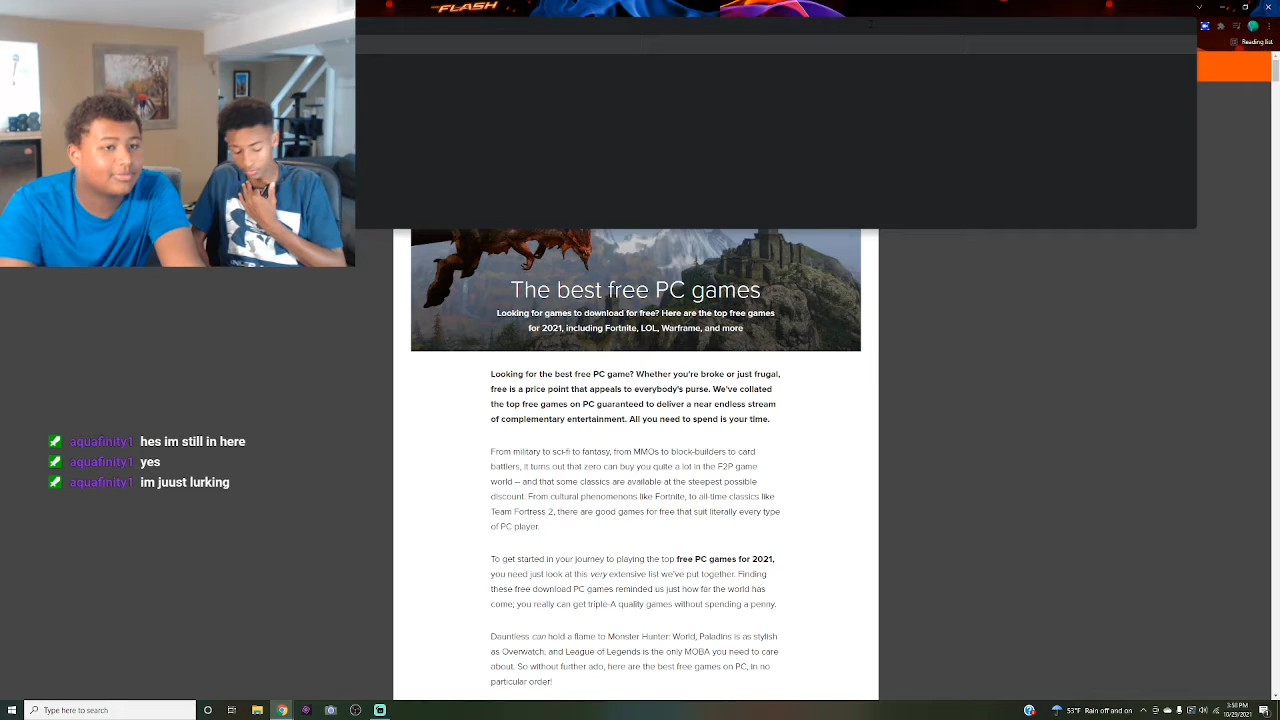 FLASH
Reading list
The best free PC games
Looking for games to download for free? Here are the top free games
for 2021, including Fortnite, LOL, Warframe, and more
Looking for the best free PC game? Whether you're broke or just frugal,
free is a price point that appeals to everybody's purse. We've collated
the top free games on PC guaranteed to deliver a near endless stream
of complementary entertainment. All you need to spend is your time.
From military to sci-fi to fantasy, from MMOs to block-builders to card
battlers, it turns out that zero can buy you quite a lot in the F2P game
world – and that some classics are available at the steepest possible
discount. From cultural phenomenons like Fortnite, to all-time classics like
Team Fortress 2, there are good games for free that suit literally every type
of PC player.
To get started in your journey to playing the top free PC games for 2021,
you need just look at this very extensive list we've put together. Finding
these free download PC games reminded us just how far the world has
come; you really can get triple-A quality games without spending a penny.
Dauntless can hold a flame to Monster Hunter: World, Paladins is as stylish
as Overwatch, and League of Legends is the only MOBA you need to care
about. So without further ado, here are the best free games on PC, in no
particular order!
aquafinity1 hes im still in here
aquafinity1 yes
aquafinity1 im juust lurking
Type here to search
53°F Rain off and on
3:58 PM
10/29/2021